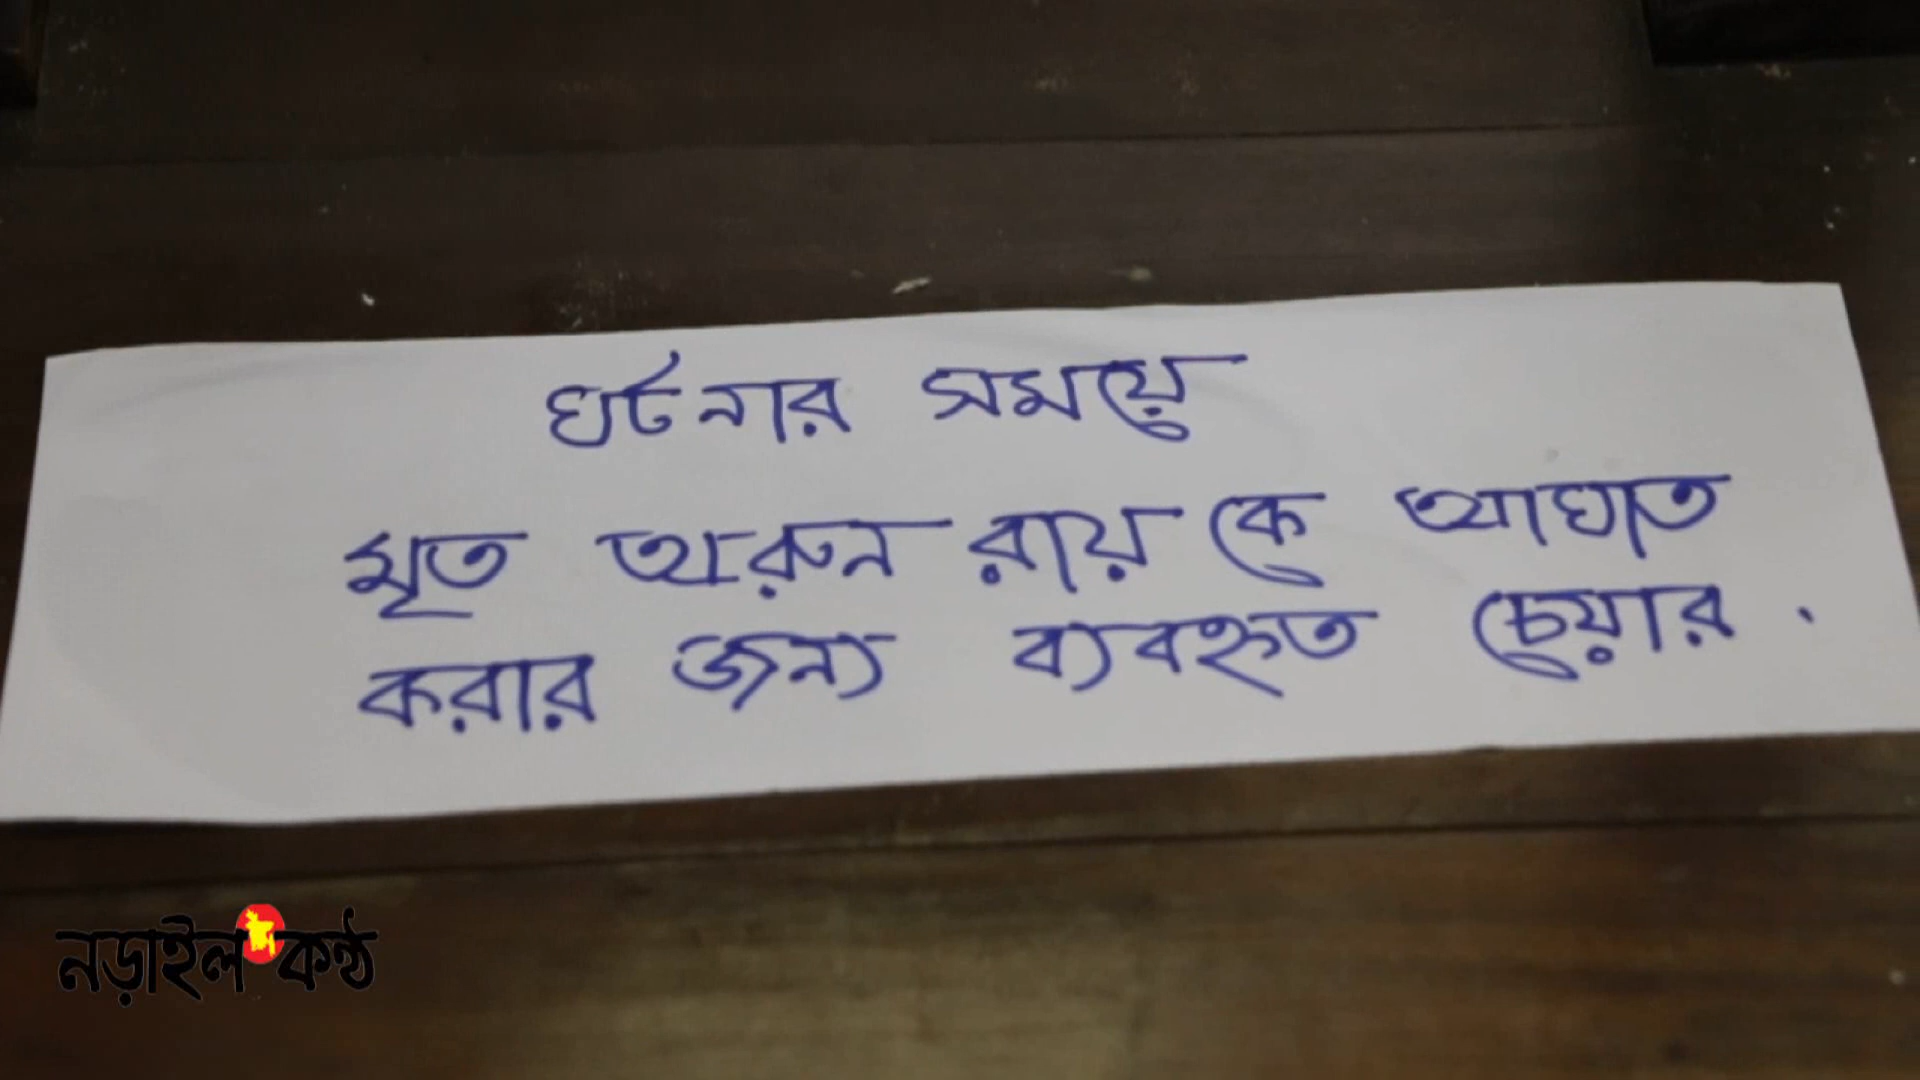 ঘটনার সময়ে
মৃত অরুন রায় কে আঘাত
করার জন্য ব্যবহৃত চেয়ার .
নড়াইল কণ্ঠ